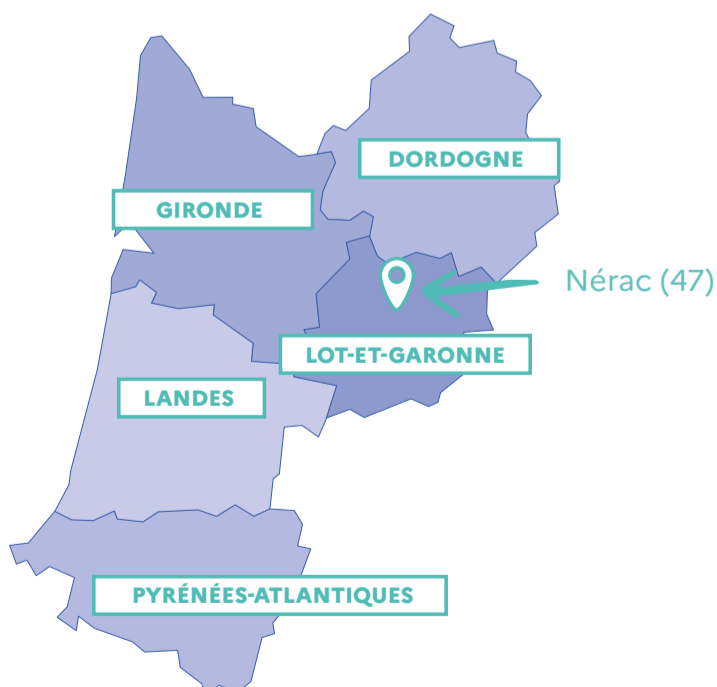 DORDOGNE
GIRONDE
Nérac (47)
LOT-ET-GARONNE
LANDES
PYRÉNÉES-ATLANTIQUES